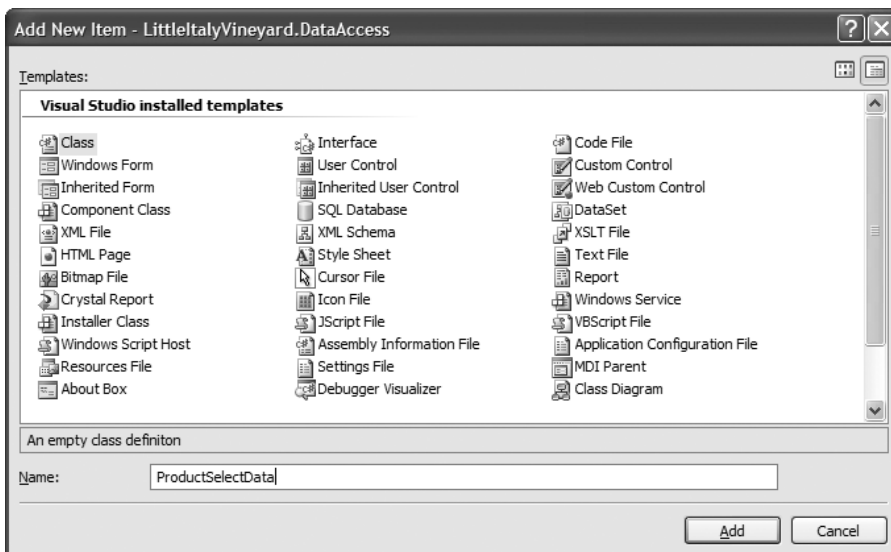 Add New Item - LittleItalyVineyard.DataAccess
Templates:
Visual Studio installed templates
Class Interface Code File
Windows Form User Control Custom Control
Inherited Form Inherited User Control Web Custom Control
Component Class SQL Database DataSet
XML File XML Schema XSLT File
HTML Page Style Sheet Text File
Bitmap File Cursor File Report
Crystal Report Icon File Windows Service
Installer Class JScript File VBScript File
Windows Script Host Assembly Information File Application Configuration File
Resources File Settings File MDI Parent
About Box Debugger Visualizer Class Diagram
An empty class definiton
Name: ProductSelectData
Add Cancel